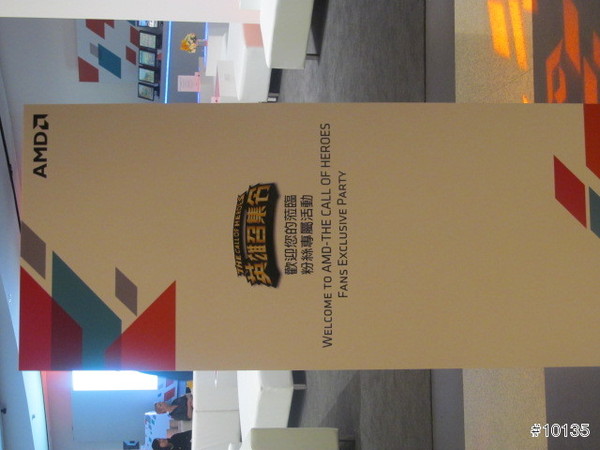 AMD
THE CALL OF HEROES
英雄召集令
歡迎您的蒞臨
粉絲專屬活動
WELCOME TO AMD-THE CALL OF HEROES
FANS EXCLUSIVE PARTY
#10135